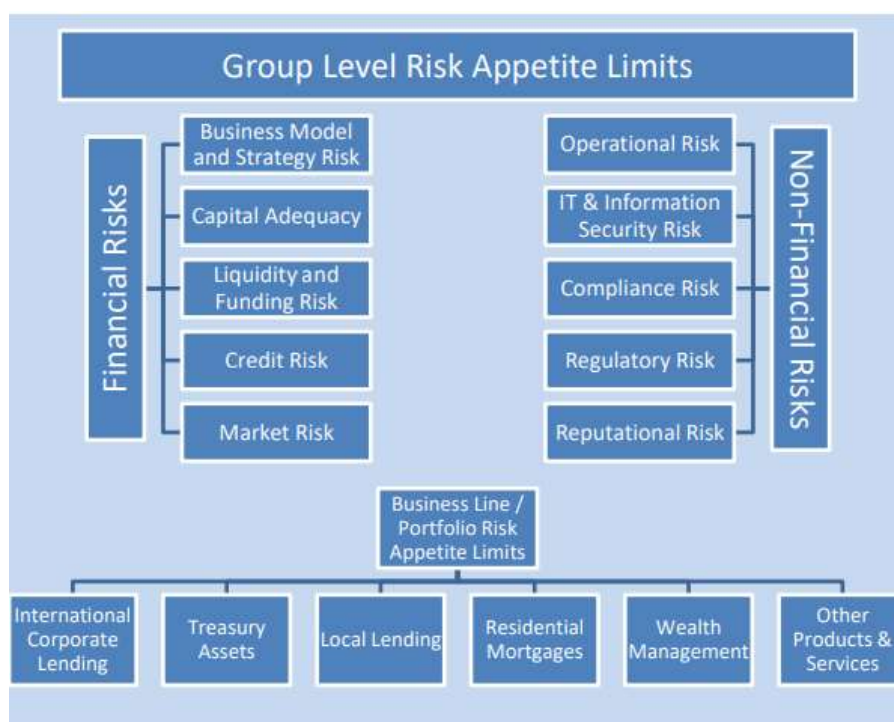 Group Level Risk Appetite Limits
Financial Risks
Business Model
and Strategy Risk
Capital Adequacy
Liquidity and
Funding Risk
Credit Risk
Market Risk
Operational Risk
IT & Information
Security Risk
Compliance Risk
Regulatory Risk
Reputational Risk
Non-Financial Risks
Business Line /
Portfolio Risk
Appetite Limits
International
Corporate
Lending
Treasury
Assets
Local Lending
Residential
Mortgages
Wealth
Management
Other
Products &
Services